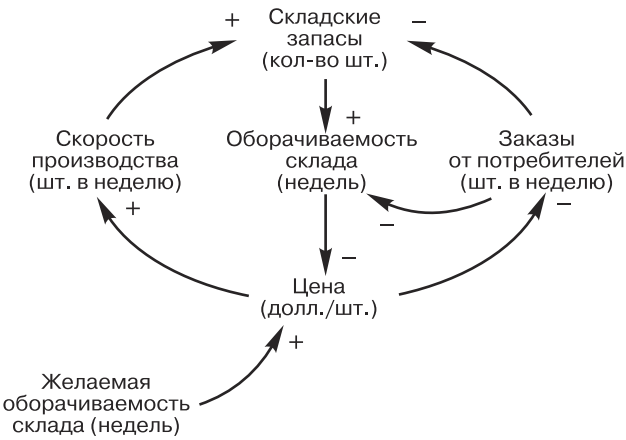 + Складские −
запасы
(кол-во шт.)
+
Скорость
производства
(шт. в неделю)
+
Оборачиваемость
склада
(недель)
−
Заказы
от потребителей
(шт. в неделю)
−
−
Цена
(долл./шт.)
+
Желаемая
оборачиваемость
склада (недель)